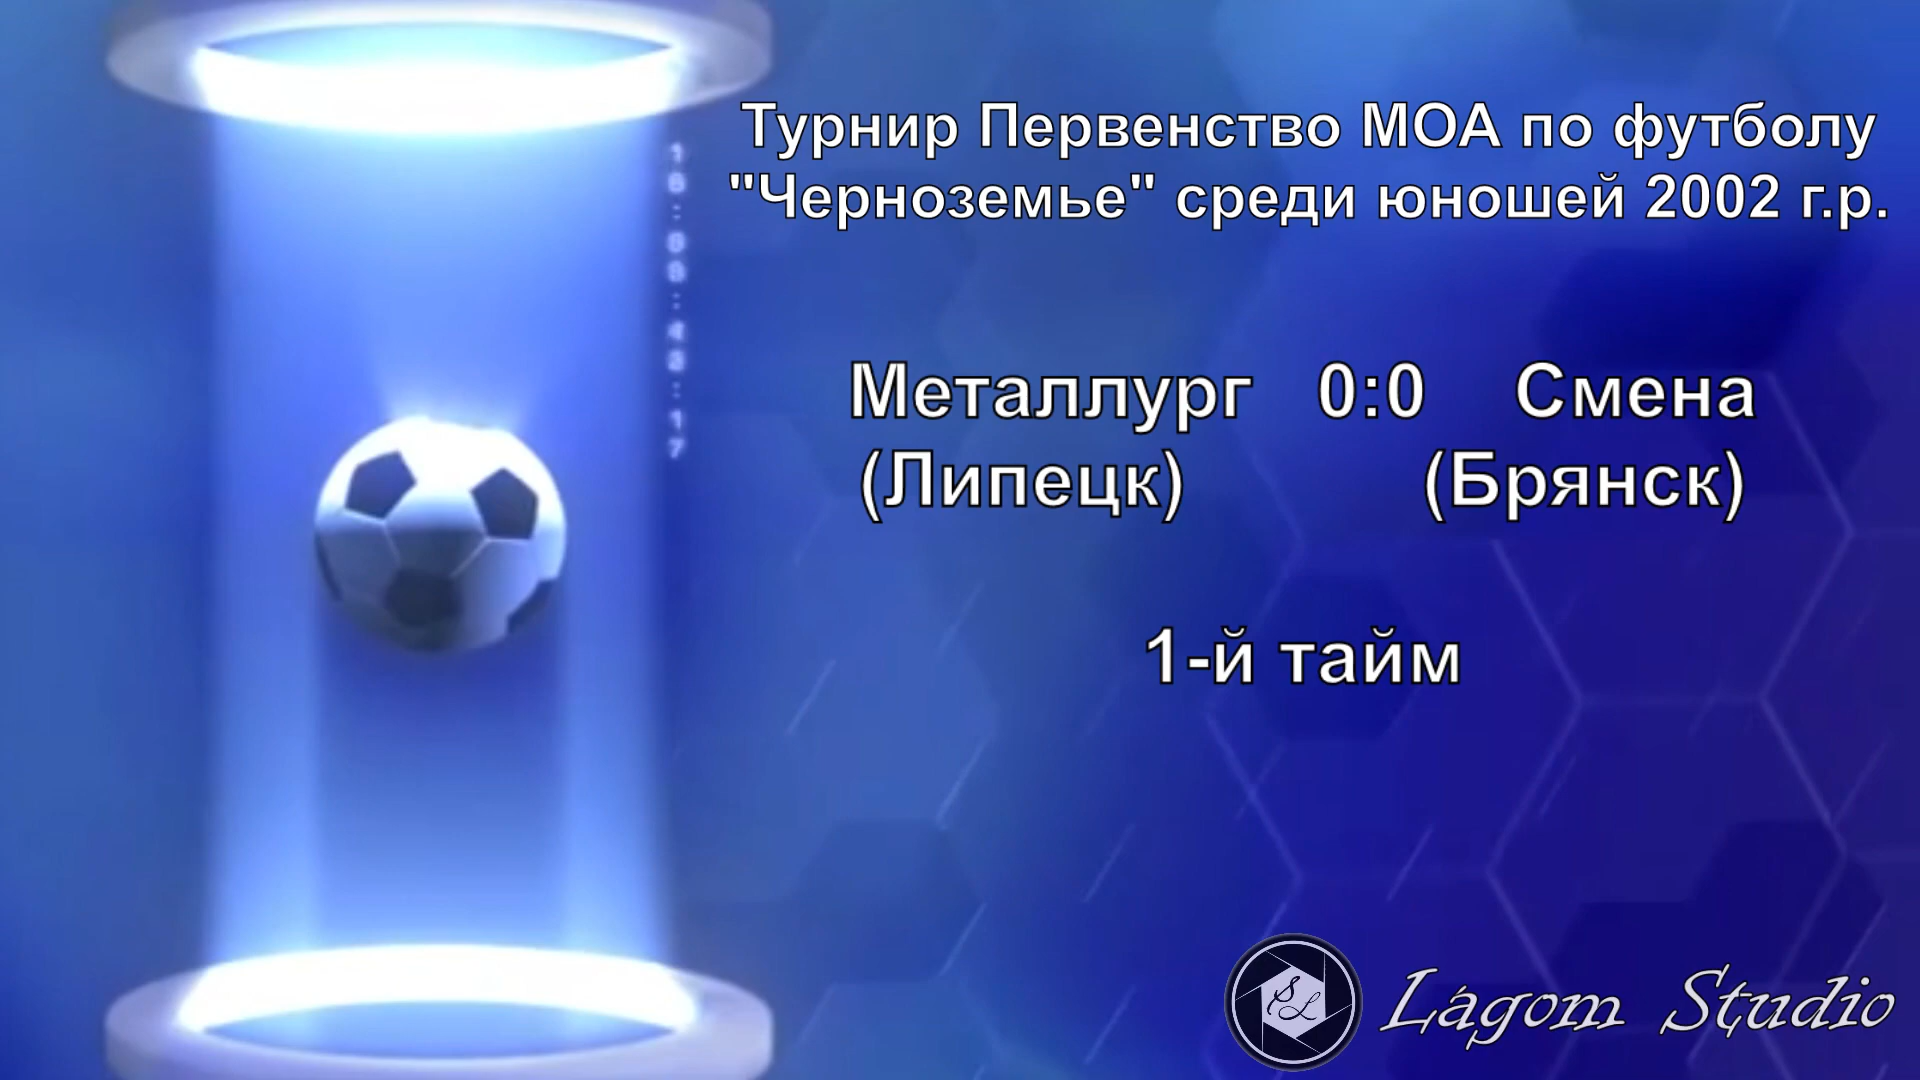 Турнир Первенство МОА по футболу
"Черноземье" среди юношей 2002 г.р.
Металлург 0:0 Смена
(Липецк) (Брянск)
1-й тайм
SL
Lagom Studio